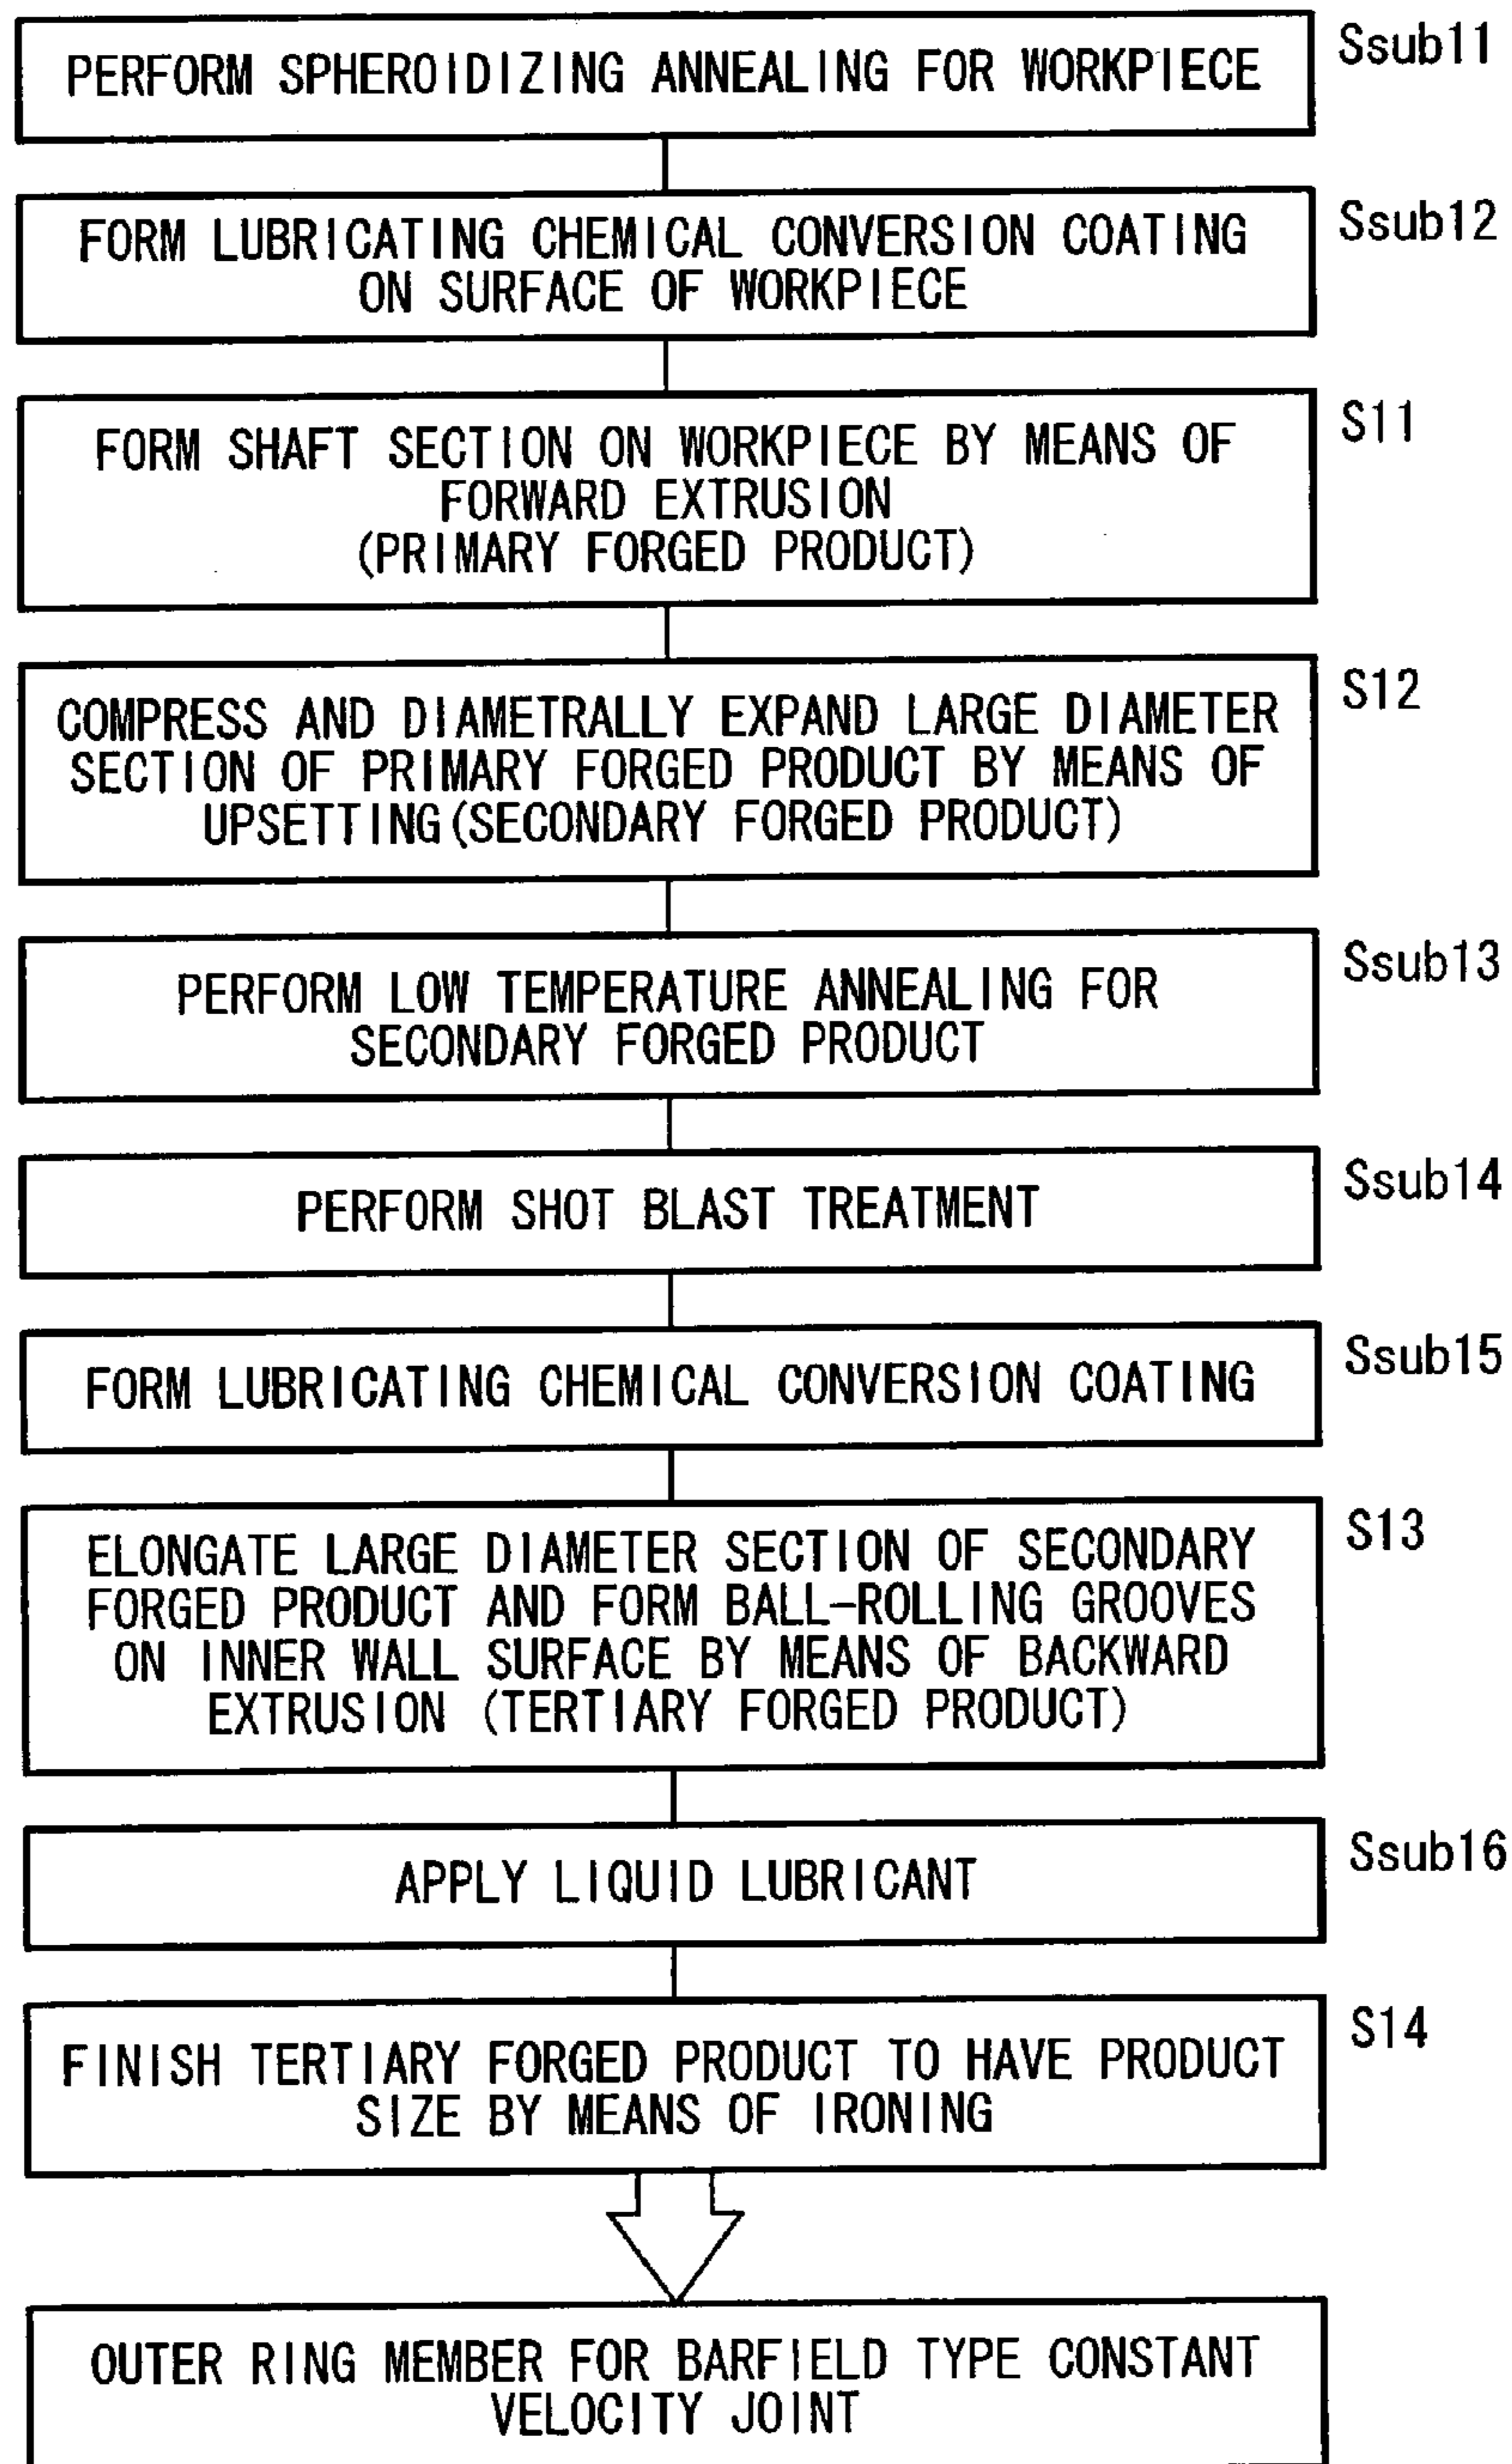 PERFORM SPHEROIDIZING ANNEALING FOR WORKPIECE
Ssub11
FORM LUBRICATING CHEMICAL CONVERSION COATING
ON SURFACE OF WORKPIECE
Ssub12
FORM SHAFT SECTION ON WORKPIECE BY MEANS OF
FORWARD EXTRUSION
(PRIMARY FORGED PRODUCT)
S11
COMPRESS AND DIAMETRALLY EXPAND LARGE DIAMETER
SECTION OF PRIMARY FORGED PRODUCT BY MEANS OF
UPSETTING(SECONDARY FORGED PRODUCT)
S12
PERFORM LOW TEMPERATURE ANNEALING FOR
SECONDARY FORGED PRODUCT
Ssub13
PERFORM SHOT BLAST TREATMENT
Ssub14
FORM LUBRICATING CHEMICAL CONVERSION COATING
Ssub15
ELONGATE LARGE DIAMETER SECTION OF SECONDARY
FORGED PRODUCT AND FORM BALL-ROLLING GROOVES
ON INNER WALL SURFACE BY MEANS OF BACKWARD
EXTRUSION (TERTIARY FORGED PRODUCT)
S13
APPLY LIQUID LUBRICANT
Ssub16
FINISH TERTIARY FORGED PRODUCT TO HAVE PRODUCT
SIZE BY MEANS OF IRONING
S14
OUTER RING MEMBER FOR BARFIELD TYPE CONSTANT
VELOCITY JOINT